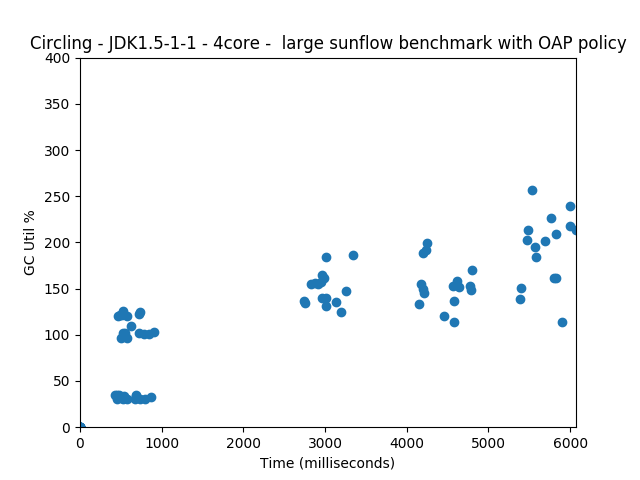 Circling - JDK1.5-1-1 - 4core -  large sunflow benchmark with OAP policy
400
350
300
250
200
150
100
50
0
GC Util %
0 1000 2000 3000 4000 5000 6000
Time (milliseconds)